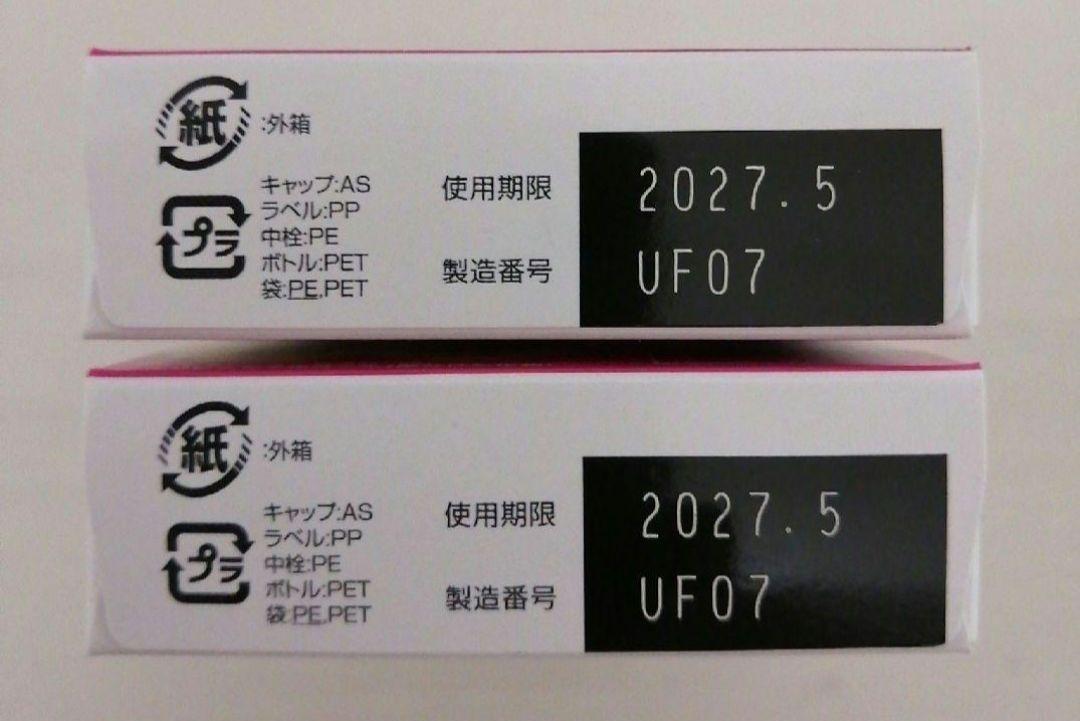 紙
:外箱
プラ
キャップ:AS
ラベル:PP
中栓:PE
ボトル:PET
袋:PE,PET
使用期限
2027.5
製造番号
UF07
紙
:外箱
プラ
キャップ:AS
ラベル:PP
中栓:PE
ボトル:PET
袋:PE,PET
使用期限
2027.5
製造番号
UF07